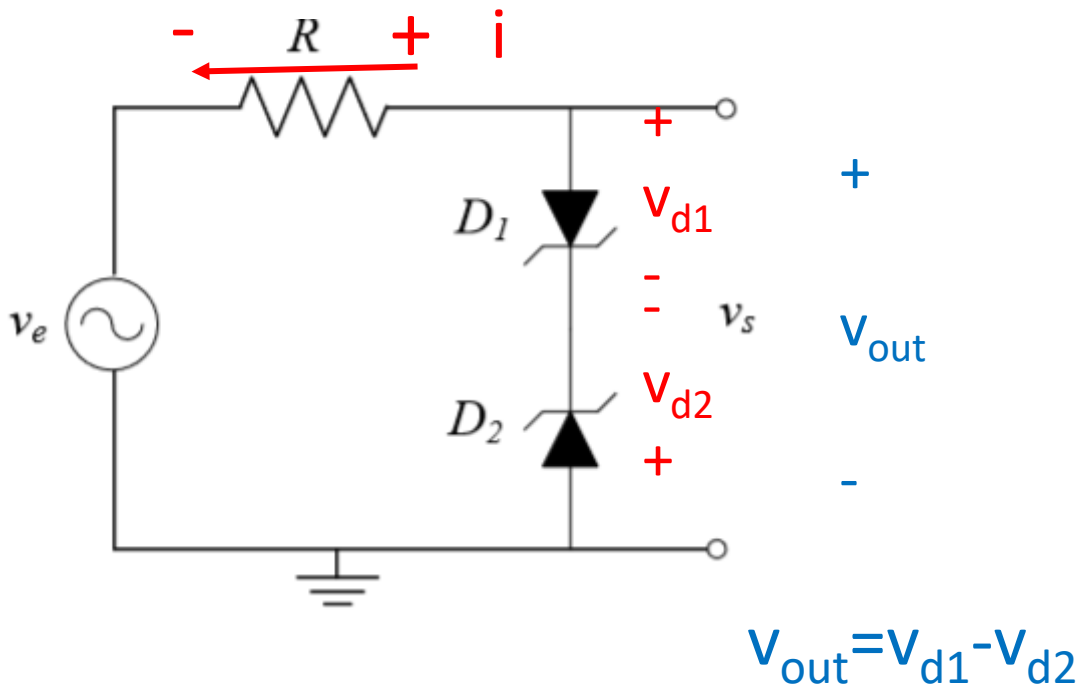 - R + i
+
+
D1
vd1
-
-
ve
vs
vout
D2
vd2
+
-
vout=vd1-vd2